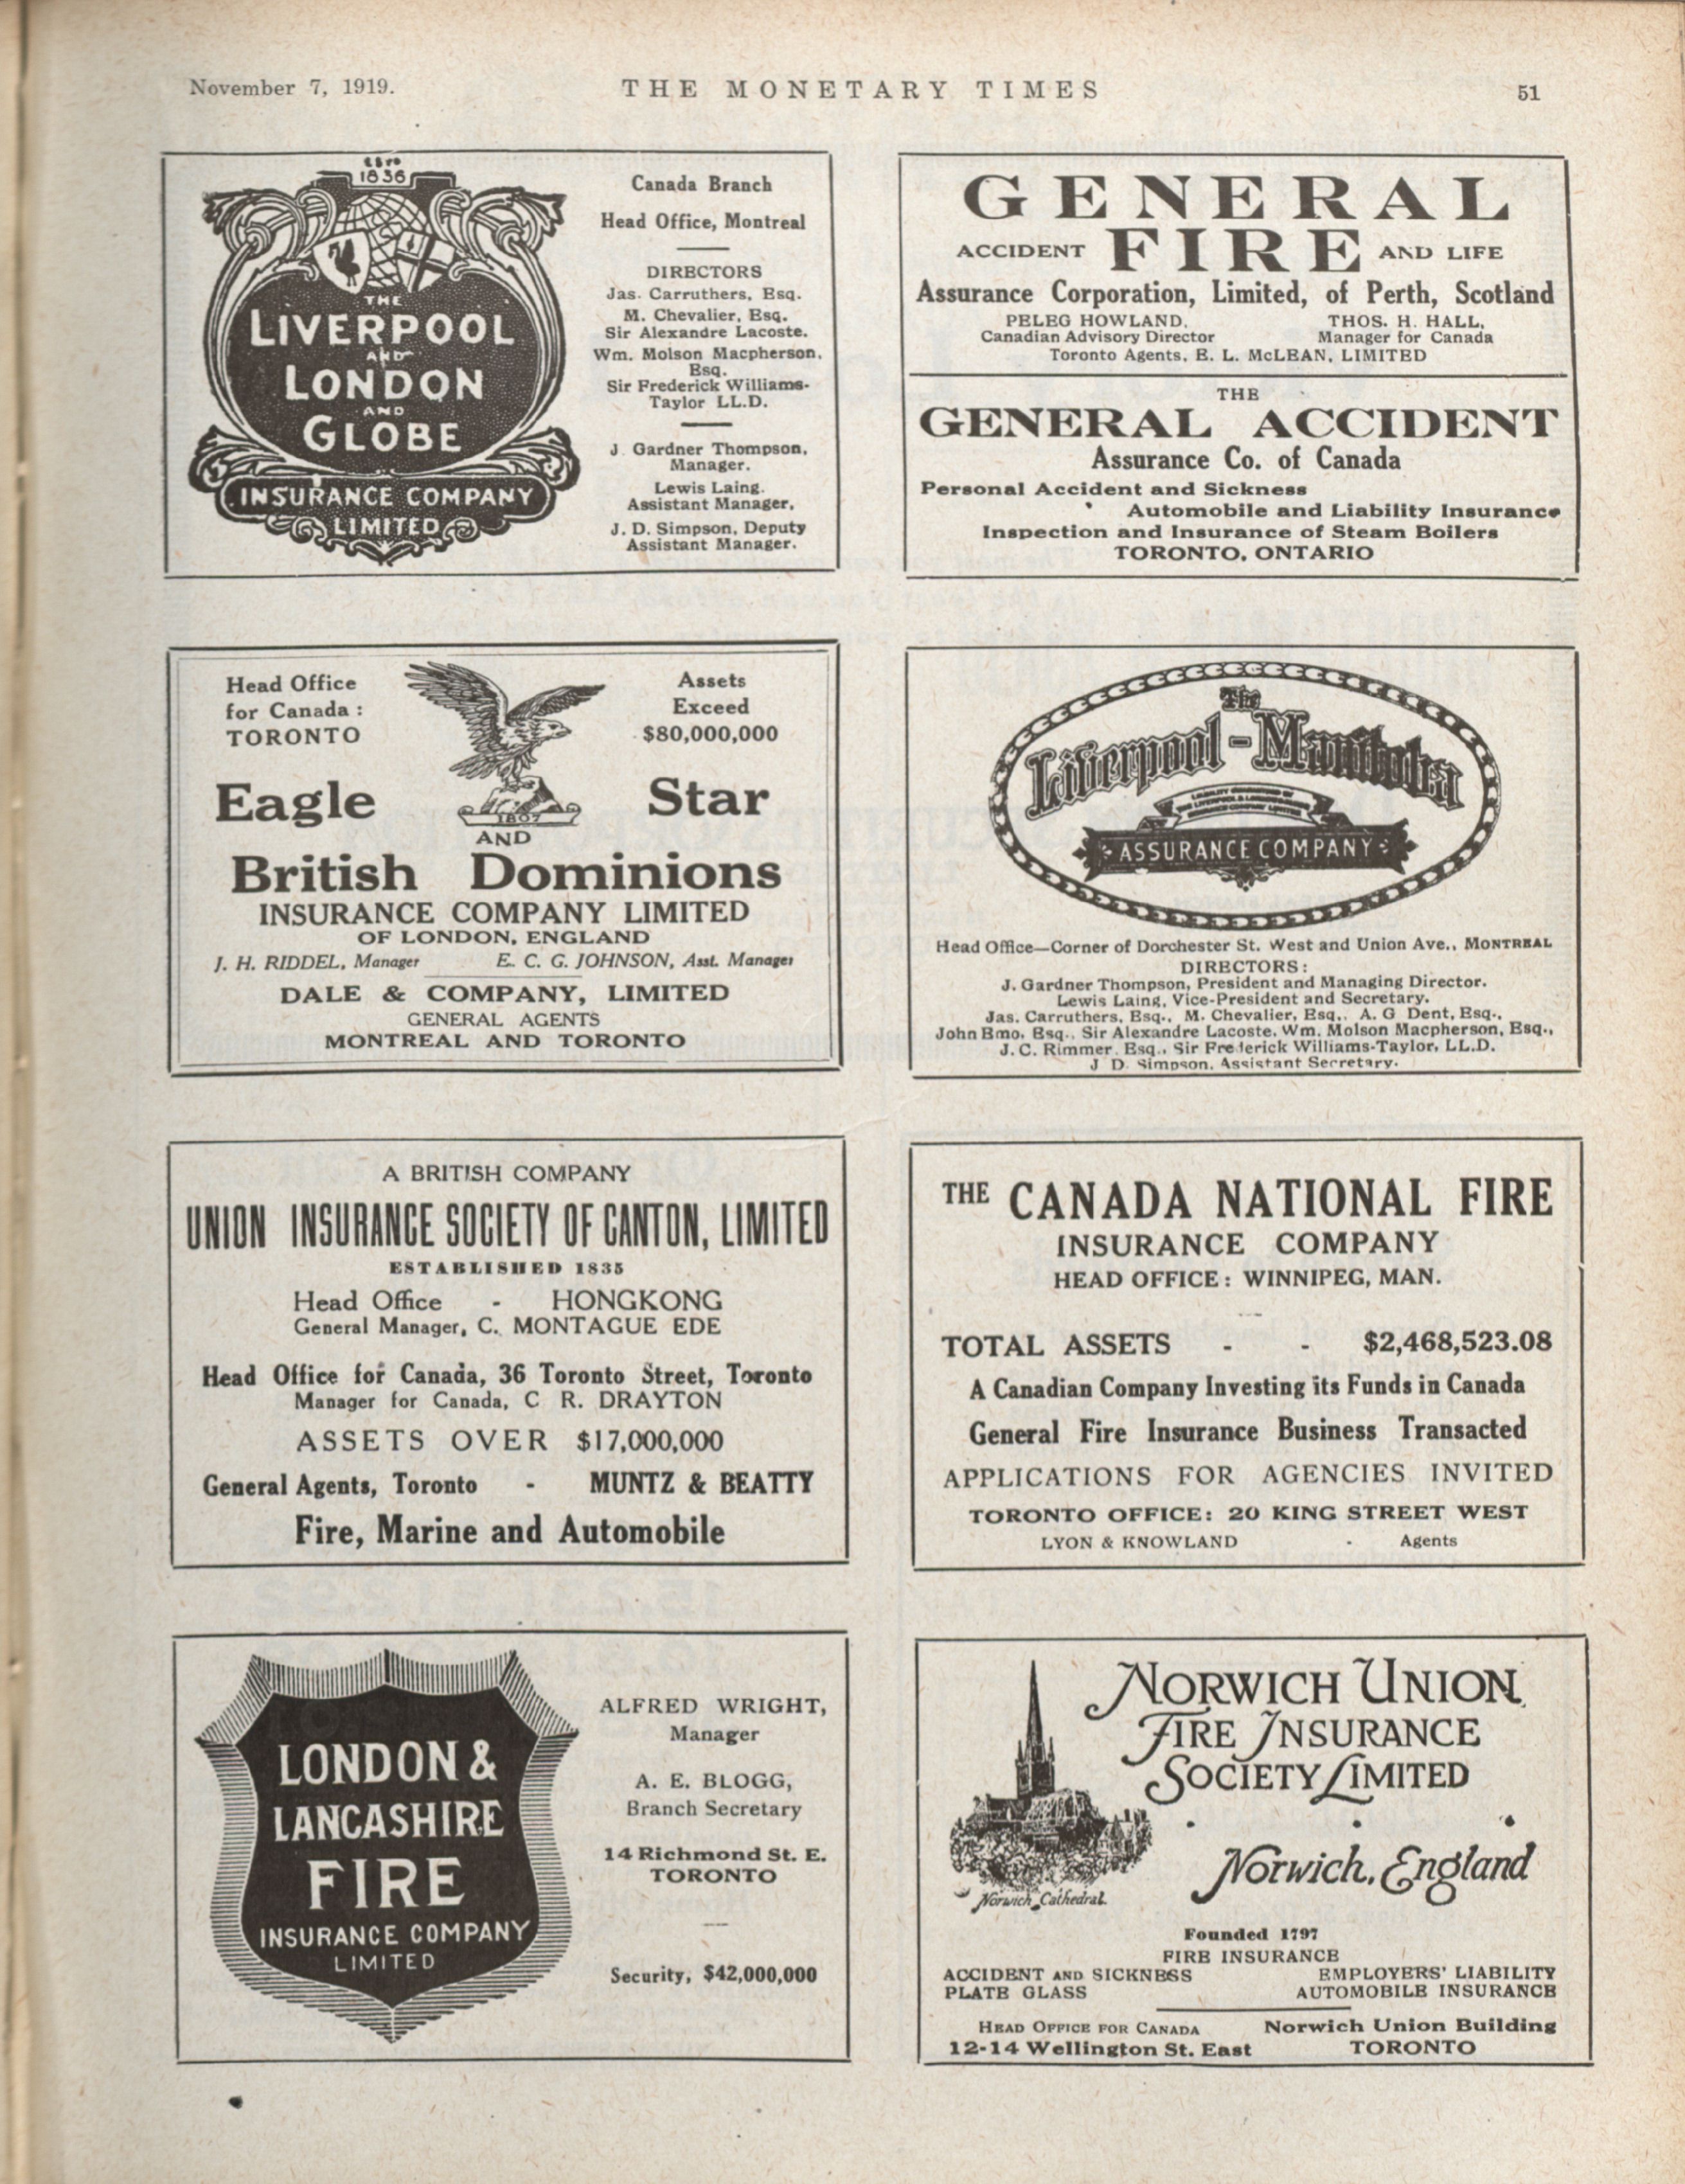 November 7, 1919.
THE MONETARY TIMES
51
1836
THE
LIVERPOOL
AND
LONDON
AND
GLOBE
INSURANCE COMPANY
LIMITED
Canada Branch
Head Office, Montreal
DIRECTORS
Jas. Carruthers, Esq.
M. Chevalier, Esq.
Sir Alexandre Lacoste.
Wm. Molson Macpherson,
Esq.
Sir Frederick Williams-
Taylor LL.D.
J. Gardner Thompson,
Manager.
Lewis Laing.
Assistant Manager,
J. D. Simpson, Deputy
Assistant Manager.
GENERAL
ACCIDENT FIRE AND LIFE
Assurance Corporation, Limited, of Perth, Scotland
PELEG HOWLAND, THOS. H. HALL,
Canadian Advisory Director Manager for Canada
Toronto Agents, E. L. McLEAN, LIMITED
THE
GENERAL ACCIDENT
Assurance Co. of Canada
Personal Accident and Sickness
Automobile and Liability Insurance
Inspection and Insurance of Steam Boilers
TORONTO, ONTARIO
Head Office
for Canada :
TORONTO
Assets
Exceed
$80,000,000
1807
Eagle Star
AND
British Dominions
INSURANCE COMPANY LIMITED
OF LONDON, ENGLAND
J. H. RIDDEL, Manager E. C. G. JOHNSON, Asst. Manager
DALE & COMPANY, LIMITED
GENERAL AGENTS
MONTREAL AND TORONTO
The
Liverpool-Manitoba
ASSURANCE COMPANY
Head Office—Corner of Dorchester St. West and Union Ave., MONTREAL
DIRECTORS:
J. Gardner Thompson, President and Managing Director.
Lewis Laing, Vice-President and Secretary.
Jas. Carruthers, Esq., M. Chevalier, Esq., A. G Dent, Esq.,
John Emo, Esq., Sir Alexandre Lacoste, Wm. Molson Macpherson, Esq.,
J. C. Rimmer, Esq., Sir Frederick Williams-Taylor, LL.D.
J. D. Simpson, Assistant Secretary.
A BRITISH COMPANY
UNION INSURANCE SOCIETY OF CANTON, LIMITED
ESTABLISHED 1835
Head Office - HONGKONG
General Manager, C. MONTAGUE EDE
Head Office for Canada, 36 Toronto Street, Toronto
Manager for Canada, C R. DRAYTON
ASSETS OVER $17,000,000
General Agents, Toronto - MUNTZ & BEATTY
Fire, Marine and Automobile
THE CANADA NATIONAL FIRE
INSURANCE COMPANY
HEAD OFFICE: WINNIPEG, MAN.
TOTAL ASSETS - - $2,468,523.08
A Canadian Company Investing its Funds in Canada
General Fire Insurance Business Transacted
APPLICATIONS FOR AGENCIES INVITED
TORONTO OFFICE: 20 KING STREET WEST
LYON & KNOWLAND - Agents
LONDON &
LANCASHIRE
FIRE
INSURANCE COMPANY
LIMITED
ALFRED WRIGHT,
Manager
A. E. BLOGG,
Branch Secretary
14 Richmond St. E.
TORONTO
Security, $42,000,000
NORWICH UNION
FIRE INSURANCE
SOCIETY LIMITED
Norwich, England
Norwich Cathedral.
Founded 1797
FIRE INSURANCE
ACCIDENT AND SICKNESS EMPLOYERS' LIABILITY
PLATE GLASS AUTOMOBILE INSURANCE
HEAD OFFICE FOR CANADA Norwich Union Building
12-14 Wellington St. East TORONTO